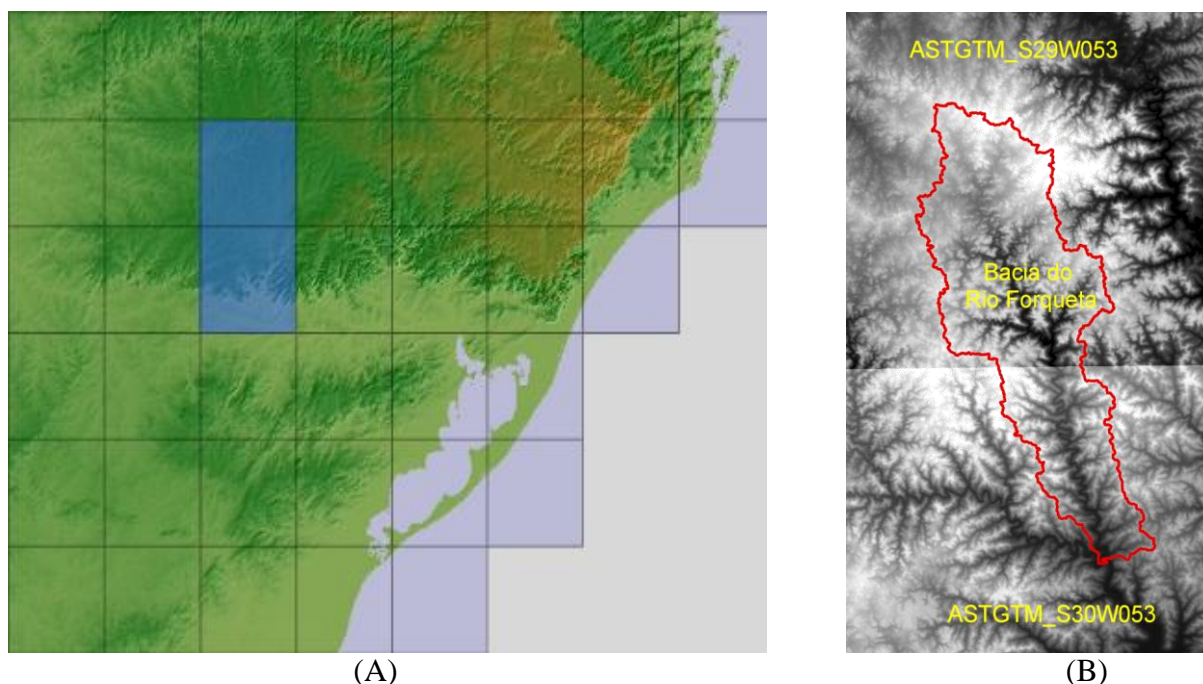 ASTGTM_S29W053
Bacia do
Rio Forqueta
ASTGTM_S30W053
(A)
(B)